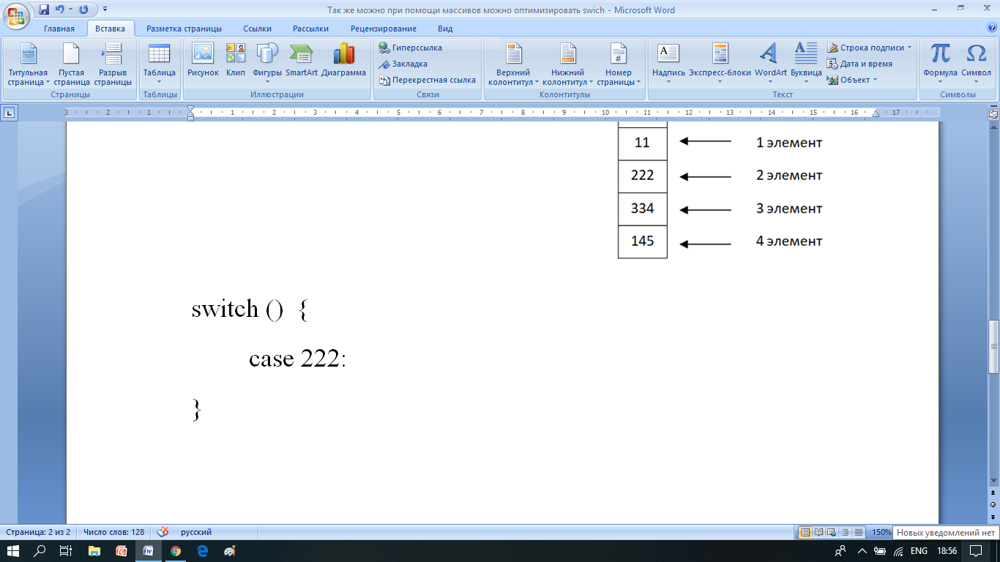 Так же можно при помощи массивов можно оптимизировать swich - Microsoft Word
Главная Вставка Разметка страницы Ссылки Рассылки Рецензирование Вид
Титульная страница Пустая страница Разрыв страницы
Таблица
Рисунок Клип Фигуры SmartArt Диаграмма
Гиперссылка
Закладка
Перекрестная ссылка
Верхний колонтитул Нижний колонтитул Номер страницы
Надпись Экспресс-блоки WordArt Буквица
Строка подписи
Дата и время
Объект
Формула Символ
Страницы Таблицы Иллюстрации Связи Колонтитулы Текст Символы
3 2 1 1 2 3 4 5 6 7 8 9 10 11 12 13 14 15 16 17
11 1 элемент
222 2 элемент
334 3 элемент
145 4 элемент
switch () {
case 222:
}
Страница: 2 из 2 Число слов: 128 русский 150%
Новых уведомлений нет
ENG 18:56